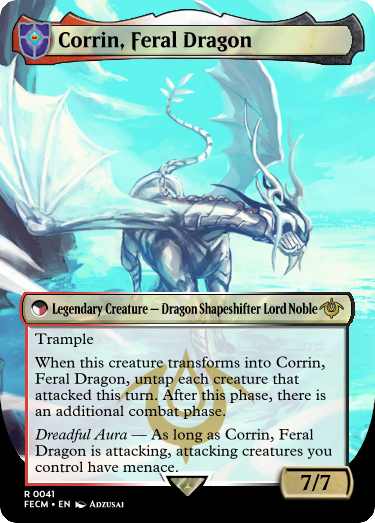 Corrin, Feral Dragon
Legendary Creature — Dragon Shapeshifter Lord Noble
Trample
When this creature transforms into Corrin,
Feral Dragon, untap each creature that
attacked this turn. After this phase, there is
an additional combat phase.
Dreadful Aura — As long as Corrin, Feral
Dragon is attacking, attacking creatures you
control have menace.
7/7
R 0041
FECM • EN Adzusai